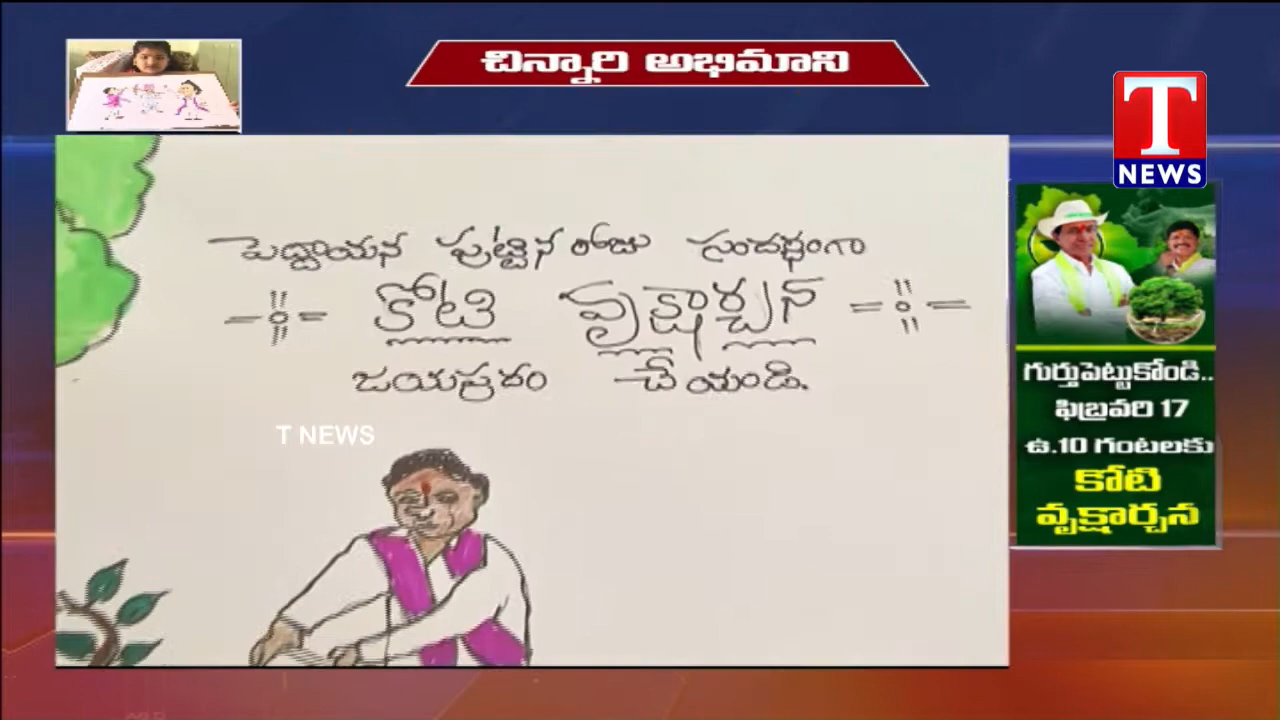 చిన్నారి అభిమాని
T
NEWS
పెద్దాయన పుట్టిన రోజు సందర్భంగా
కోటి వృక్షార్చన
జయప్రదం చేయండి.
T NEWS
గుర్తుపెట్టుకోండి..
ఫిబ్రవరి 17
ఉ.10 గంటలకు
కోటి
వృక్షార్చన